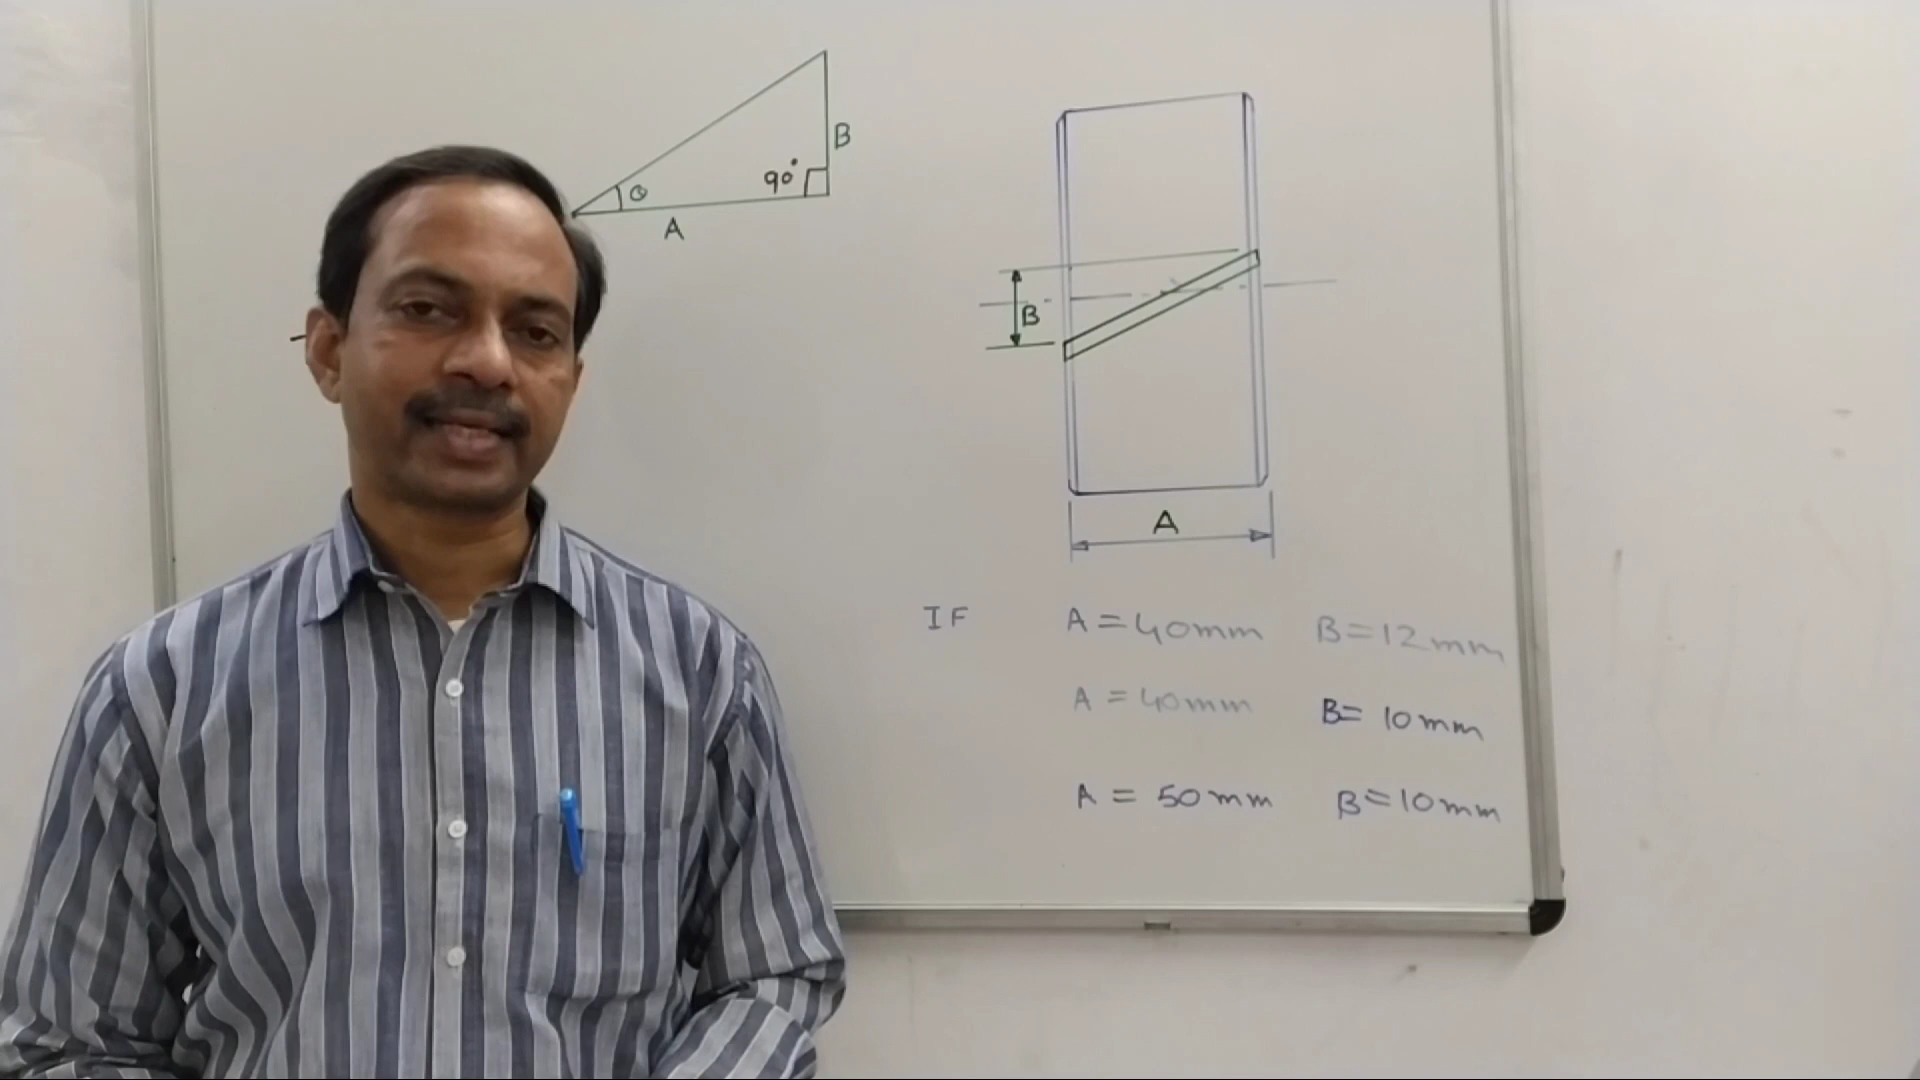 B
90°
θ
A
B
A
IF A = 40mm B = 12mm
A = 40mm B = 10mm
A = 50mm B = 10mm